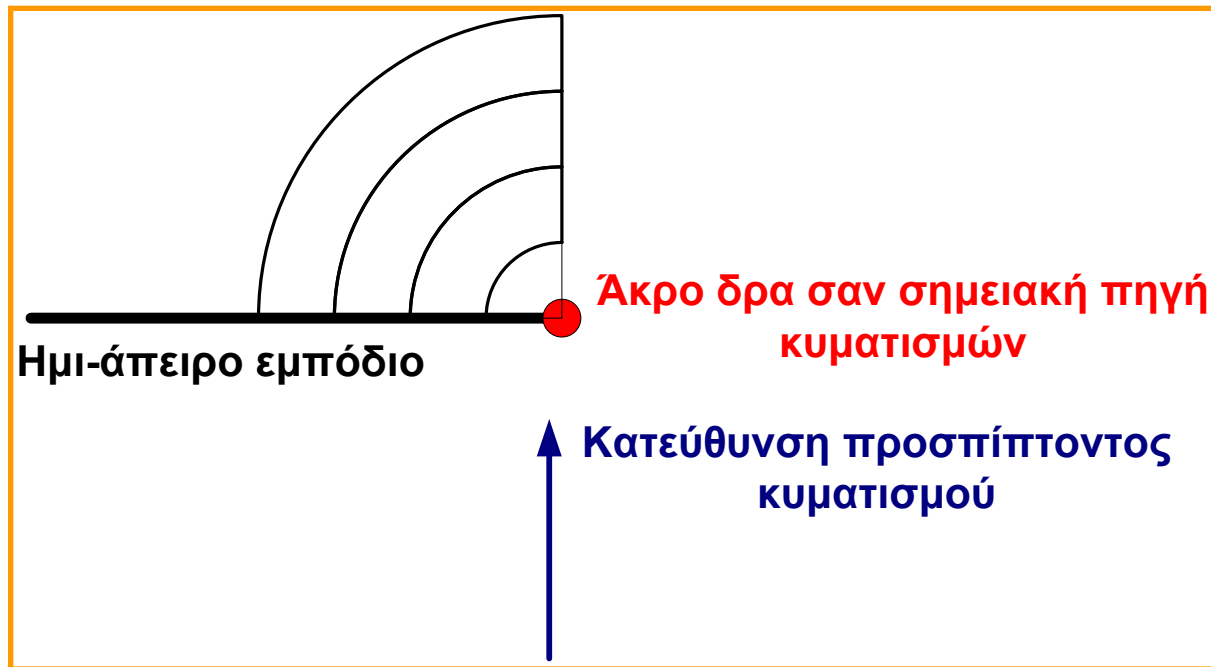 Άκρο δρα σαν σημειακή πηγή
κυματισμών
Ημι-άπειρο εμπόδιο
Κατεύθυνση προσπίπτοντος
κυματισμού